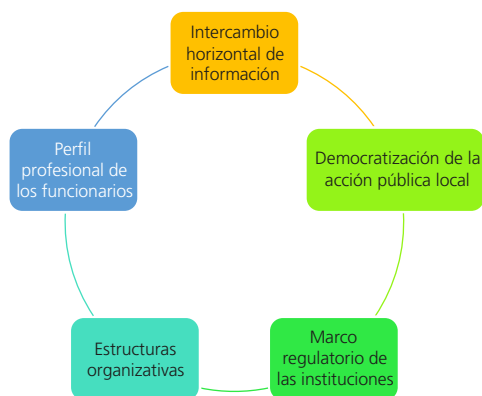 Intercambio
horizontal de
información
Perfil
profesional de
los funcionarios
Democratización de la
acción pública local
Estructuras
organizativas
Marco
regulatorio de
las instituciones